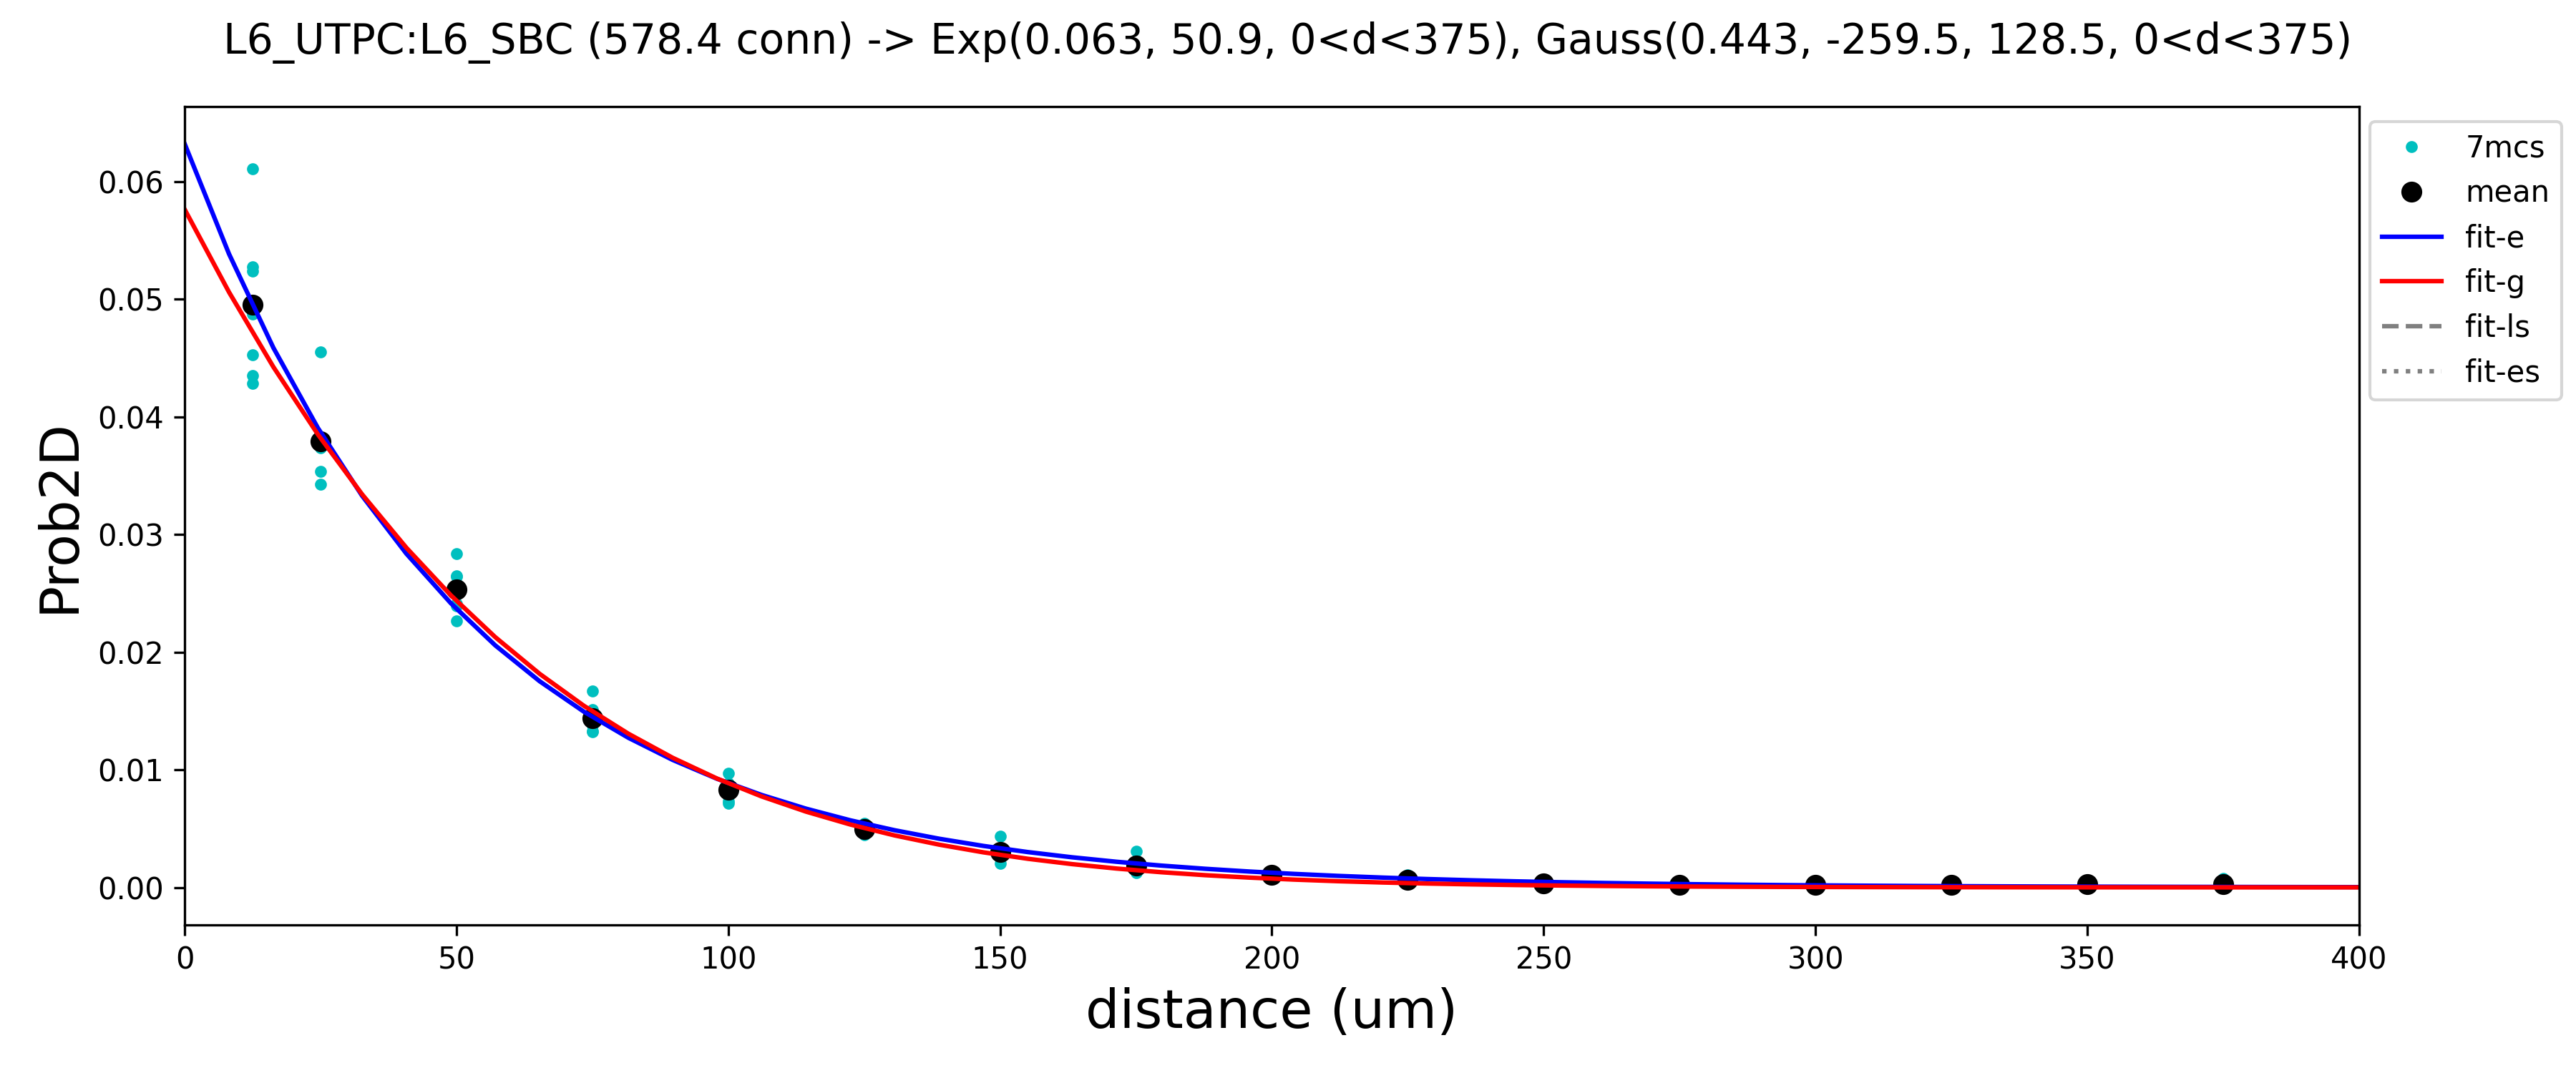 L6_UTPC:L6_SBC (578.4 conn) -> Exp(0.063, 50.9, 0<d<375), Gauss(0.443, -259.5, 128.5, 0<d<375)
7mcs
mean
fit-e
fit-g
fit-ls
fit-es
Prob2D
0.06
0.05
0.04
0.03
0.02
0.01
0.00
0 50 100 150 200 250 300 350 400
distance (um)